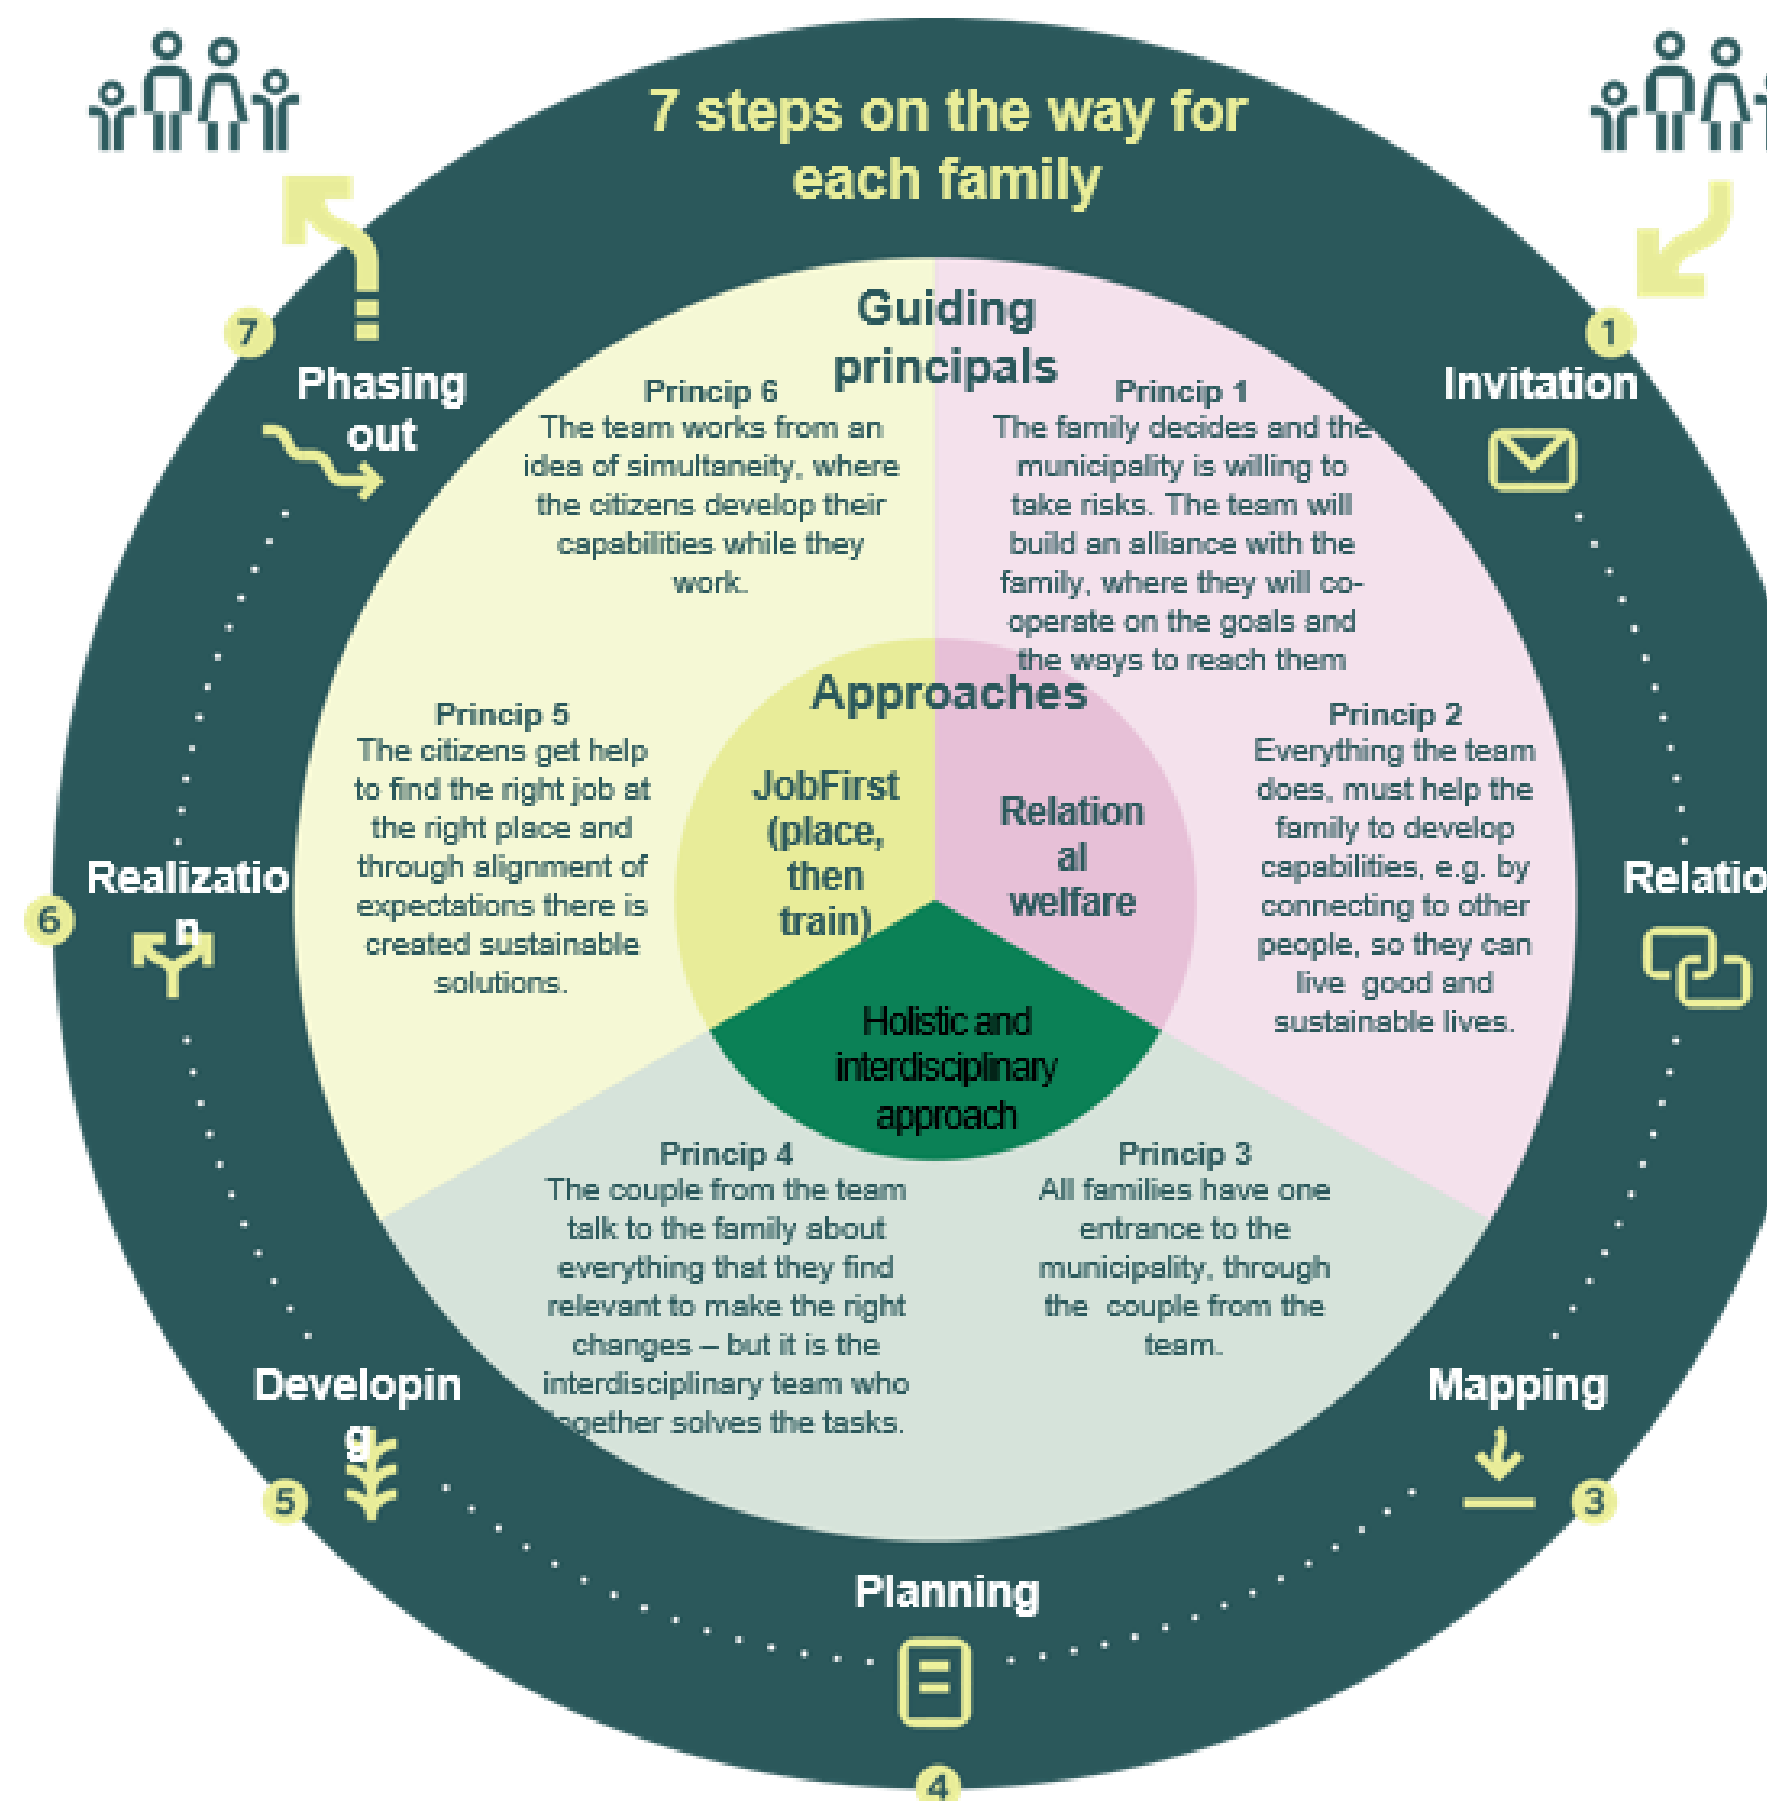 7 steps on the way for
each family
Guiding
principals
Princip 1
The family decides and the
municipality is willing to
take risks. The team will
build an alliance with the
family, where they will co-
operate on the goals and
the ways to reach them
Princip 2
Everything the team
does, must help the
family to develop
capabilities, e.g. by
connecting to other
people, so they can
live good and
sustainable lives.
Princip 3
All families have one
entrance to the
municipality, through
the couple from the
team.
Princip 4
The couple from the team
talk to the family about
everything that they find
relevant to make the right
changes – but it is the
interdisciplinary team who
ogether solves the tasks.
Princip 5
The citizens get help
to find the right job at
the right place and
through alignment of
expectations there is
created sustainable
solutions.
Princip 6
The team works from an
idea of simultaneity, where
the citizens develop their
capabilities while they
work.
Approaches
JobFirst
(place,
then
train)
Relation
al
welfare
Holistic and
interdisciplinary
approach
1
Invitation
Relatio
Mapping
3
Planning
4
Developin
g
5
Realizatio
n
6
7
Phasing
out